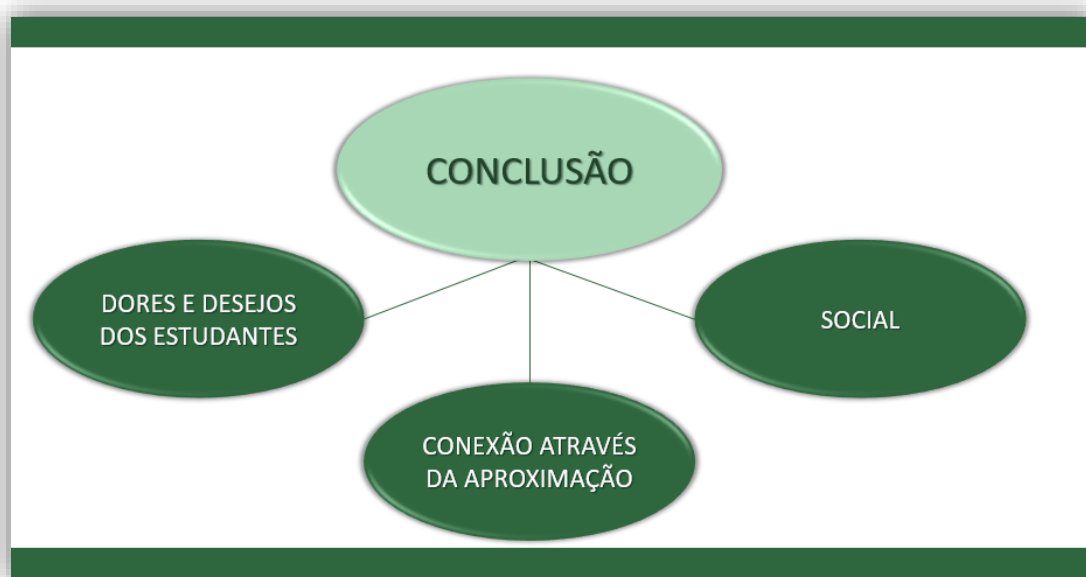 CONCLUSÃO
DORES E DESEJOS
DOS ESTUDANTES
SOCIAL
CONEXÃO ATRAVÉS
DA APROXIMAÇÃO